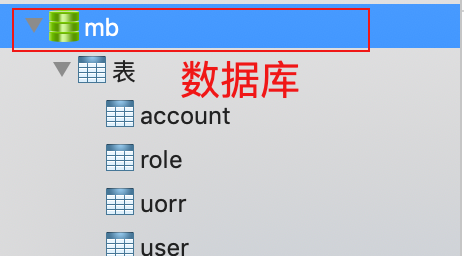 mb
表
数据库
account
role
uorr
user